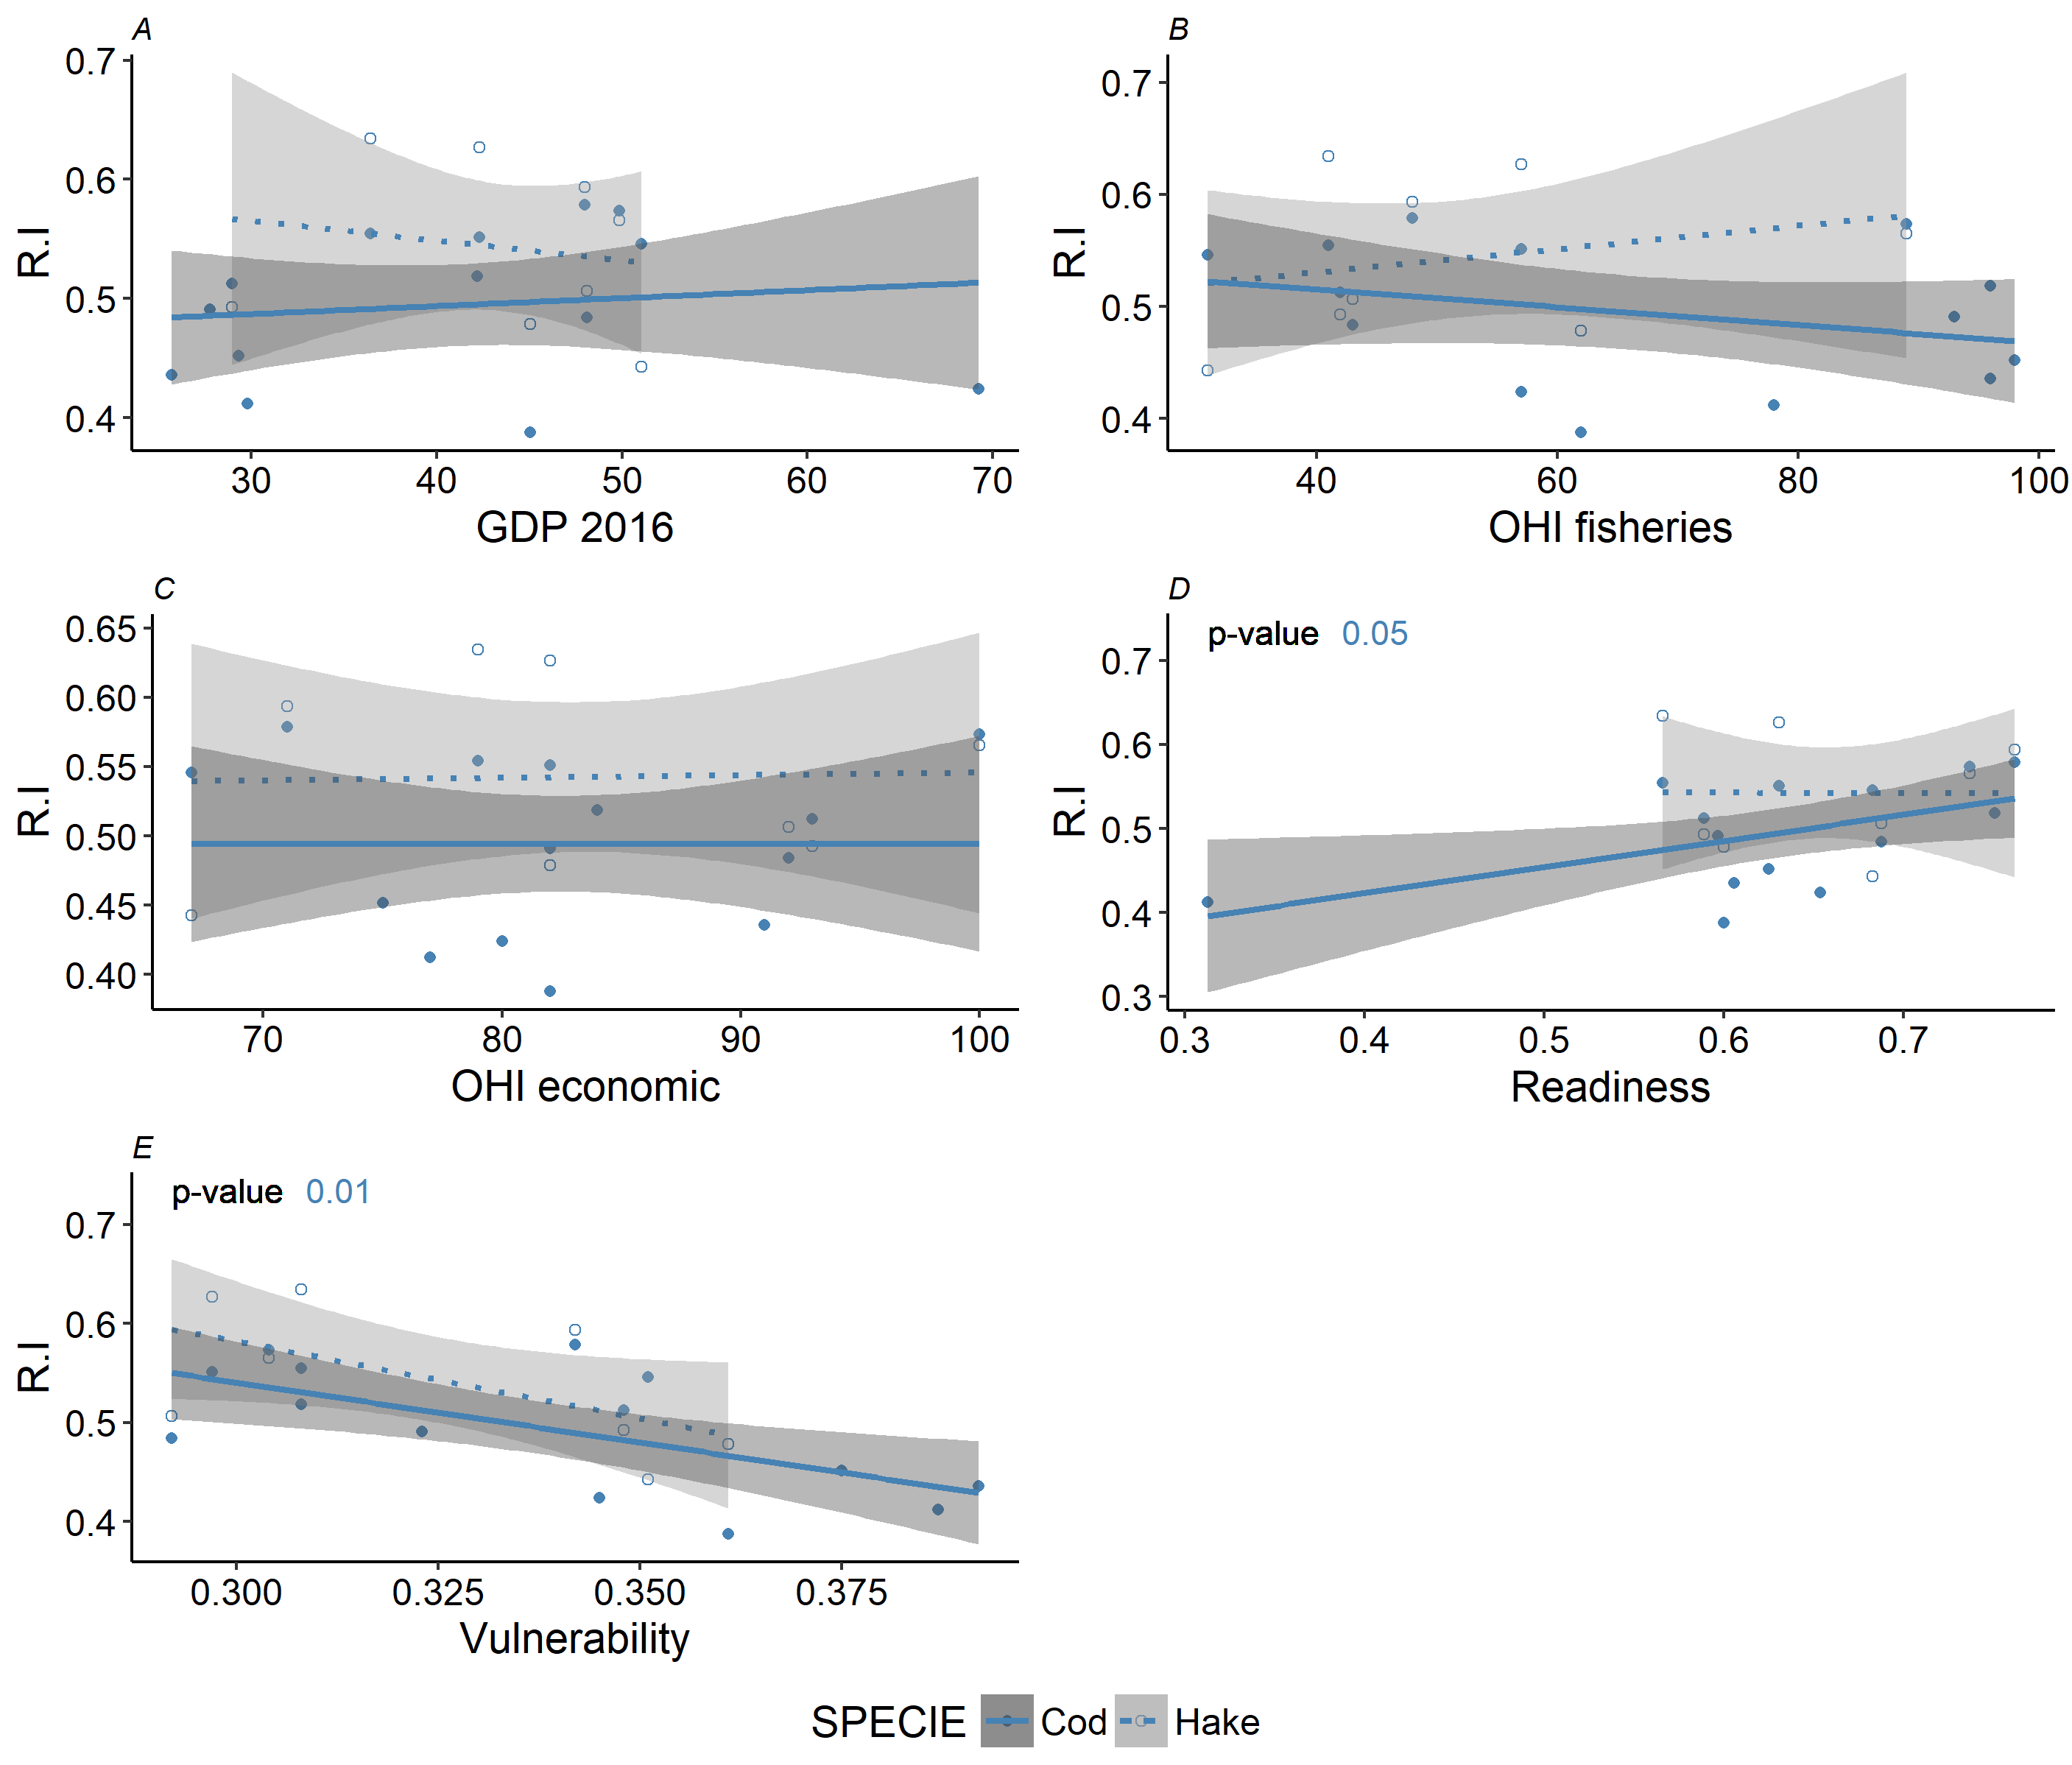 A
0.7
0.6
0.5
0.4
R.I
30 40 50 60 70
GDP 2016
B
0.7
0.6
0.5
0.4
R.I
40 60 80 100
OHI fisheries
C
0.65
0.60
0.55
0.50
0.45
0.40
R.I
70 80 90 100
OHI economic
D
p-value 0.05
0.7
0.6
0.5
0.4
0.3
R.I
0.3 0.4 0.5 0.6 0.7
Readiness
E
p-value 0.01
0.7
0.6
0.5
0.4
R.I
0.300 0.325 0.350 0.375
Vulnerability
SPECIE Cod Hake